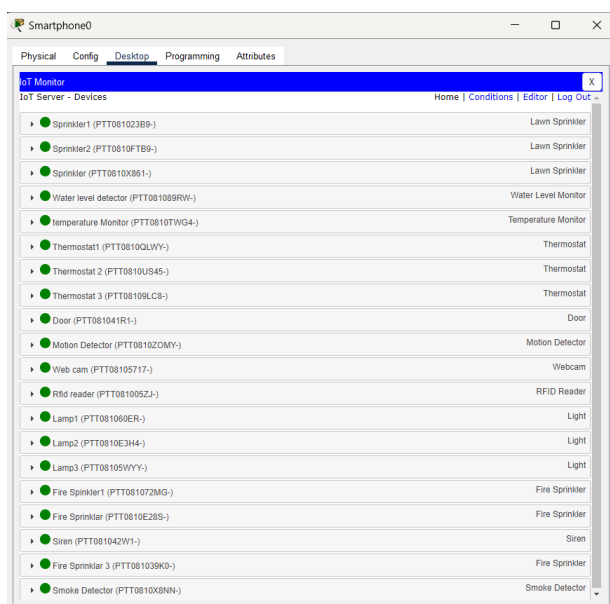 Smartphone0
Physical Config Desktop Programming Attributes
IoT Monitor X
IoT Server - Devices Home | Conditions | Editor | Log Out
Sprinkler1 (PTT081023B9-) Lawn Sprinkler
Sprinkler2 (PTT0810FTB9-) Lawn Sprinkler
Sprinkler (PTT0810X861-) Lawn Sprinkler
Water level detector (PTT081089RW-) Water Level Monitor
temperature Monitor (PTT0810TWG4-) Temperature Monitor
Thermostat1 (PTT0810QLWY-) Thermostat
Thermostat 2 (PTT0810US45-) Thermostat
Thermostat 3 (PTT08109LC8-) Thermostat
Door (PTT081041R1-) Door
Motion Detector (PTT0810ZOMY-) Motion Detector
Web cam (PTT08105717-) Webcam
Rfid reader (PTT081005ZJ-) RFID Reader
Lamp1 (PTT081060ER-) Light
Lamp2 (PTT0810E3H4-) Light
Lamp3 (PTT08105WYY-) Light
Fire Spinkler1 (PTT081072MG-) Fire Sprinkler
Fire Sprinklar (PTT0810E28S-) Fire Sprinkler
Siren (PTT081042W1-) Siren
Fire Sprinklar 3 (PTT081039K0-) Fire Sprinkler
Smoke Detector (PTT0810X8NN-) Smoke Detector